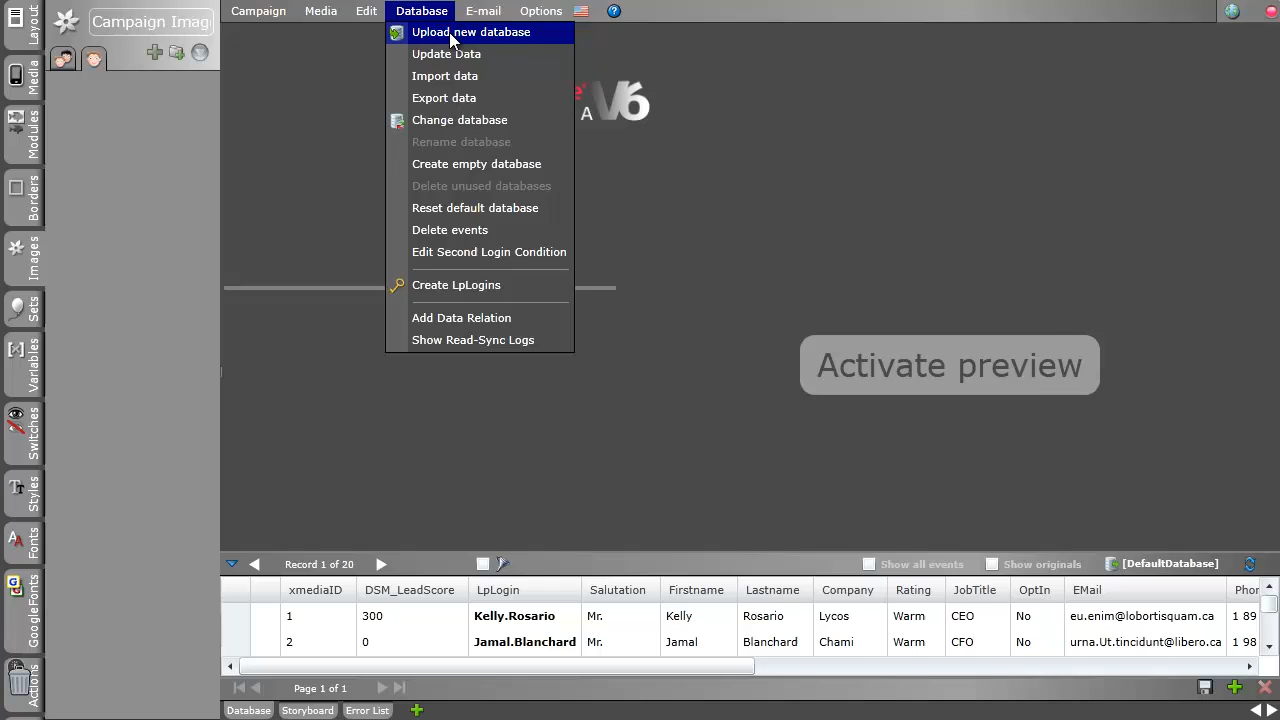 Campaign
Media
Edit
Database
E-mail
Options
Campaign Imag
Upload new database
Update Data
Import data
Export data
Change database
Rename database
Create empty database
Delete unused databases
Reset default database
Delete events
Edit Second Login Condition
Create LpLogins
Add Data Relation
Show Read-Sync Logs
Layout
Media
Modules
Borders
Images
Sets
Variables
Switches
Styles
Fonts
GoogleFonts
Actions
A V6
Activate preview
Record 1 of 20
Show all events
Show originals
[DefaultDatabase]
xmediaID DSM_LeadScore LpLogin Salutation Firstname Lastname Company Rating JobTitle OptIn EMail Phor
1 300 Kelly.Rosario Mr. Kelly Rosario Lycos Warm CEO No eu.enim@lobortisquam.ca 1 89
2 0 Jamal.Blanchard Mr. Jamal Blanchard Chami Warm CFO No urna.Ut.tincidunt@libero.ca 1 98
Page 1 of 1
Database
Storyboard
Error List